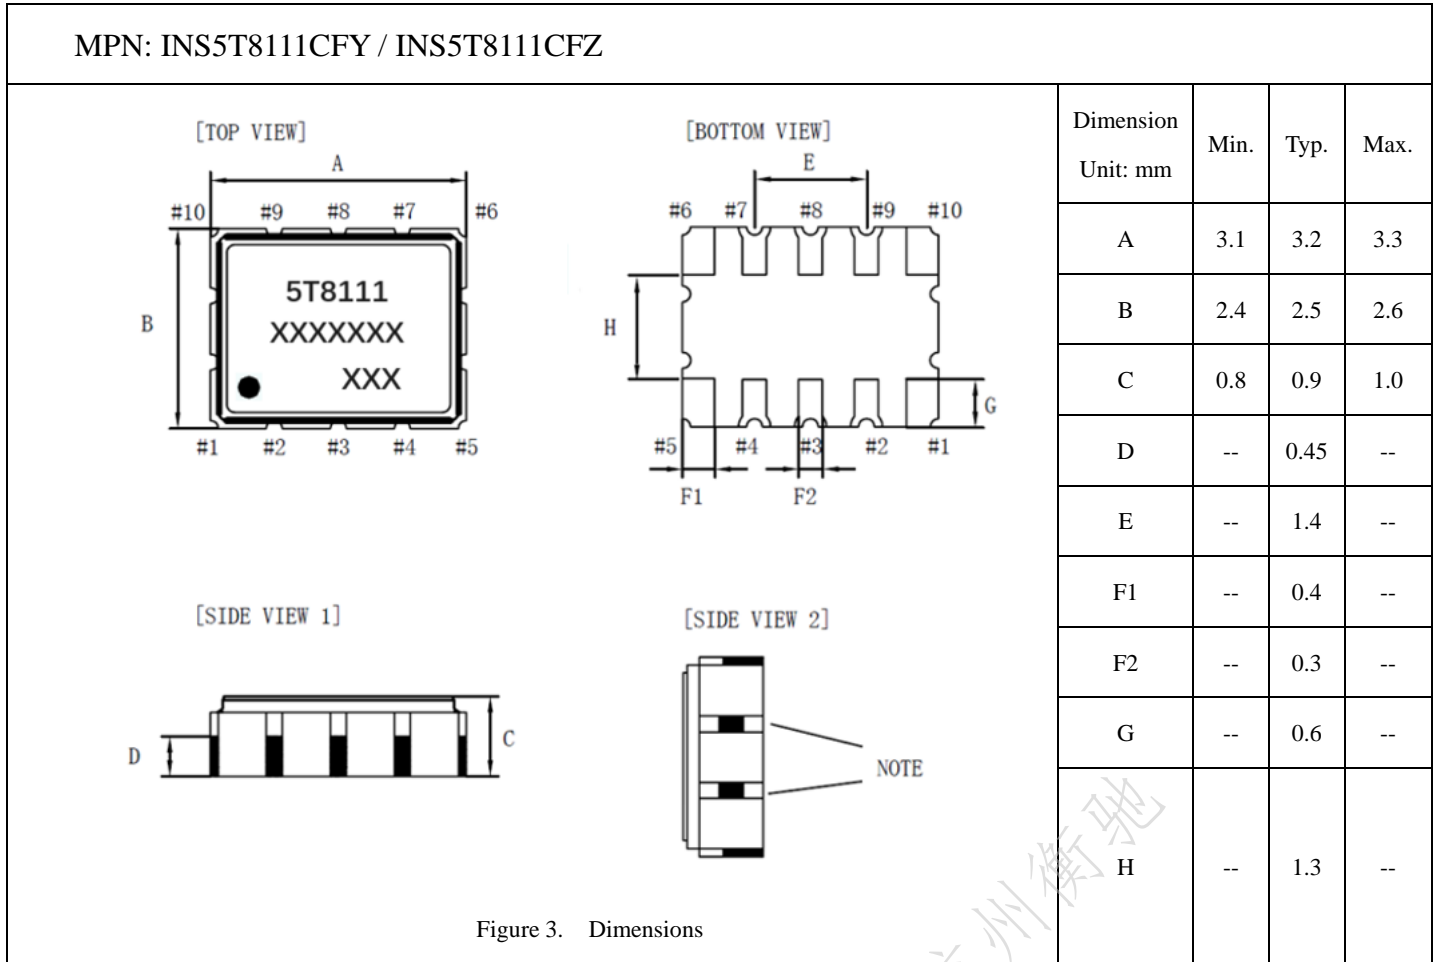 MPN: INS5T8111CFY / INS5T8111CFZ
[TOP VIEW]
A
#10 #9 #8 #7 #6
B
5T8111
XXXXXXX
XXX
#1 #2 #3 #4 #5
[BOTTOM VIEW]
E
#6 #7 #8 #9 #10
H
G
#5 #4 #3 #2 #1
F1 F2
[SIDE VIEW 1]
D C
[SIDE VIEW 2]
NOTE
Figure 3. Dimensions
Dimension
Unit: mm
Min. Typ. Max.
A 3.1 3.2 3.3
B 2.4 2.5 2.6
C 0.8 0.9 1.0
D -- 0.45 --
E -- 1.4 --
F1 -- 0.4 --
F2 -- 0.3 --
G -- 0.6 --
H -- 1.3 --
州衡驰